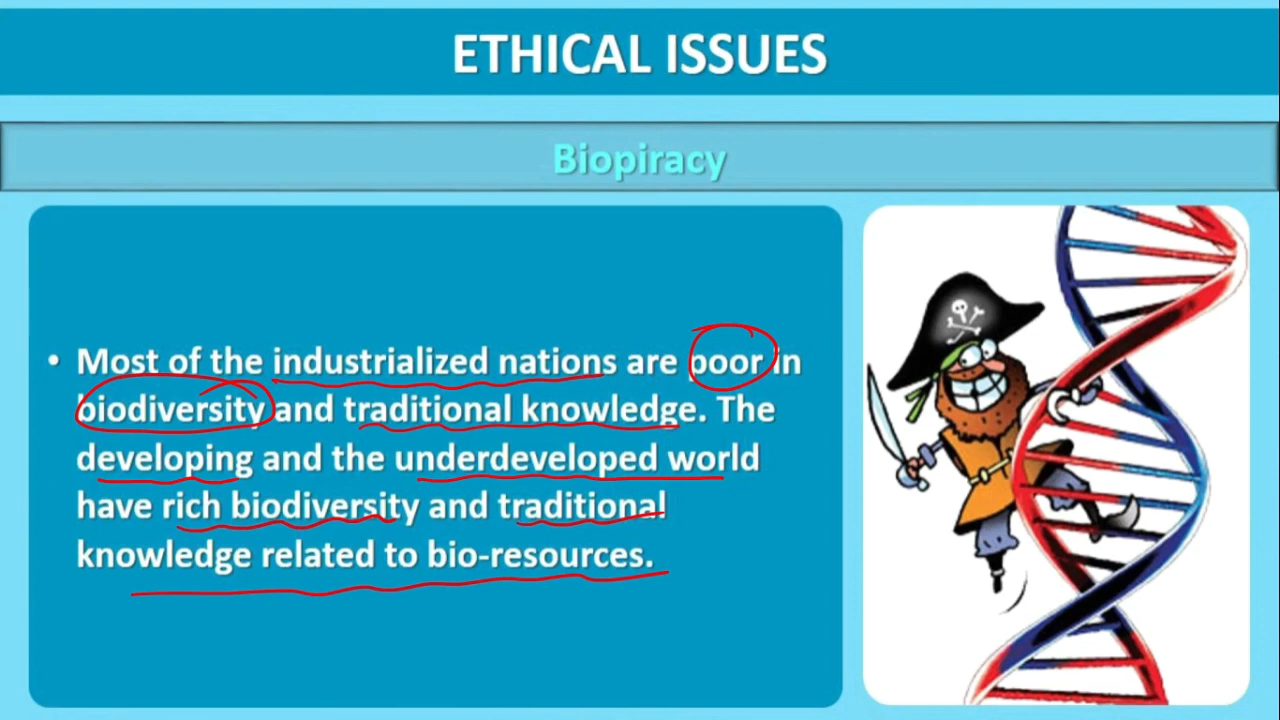 ETHICAL ISSUES
Biopiracy
• Most of the industrialized nations are poor in
biodiversity and traditional knowledge. The
developing and the underdeveloped world
have rich biodiversity and traditional
knowledge related to bio-resources.